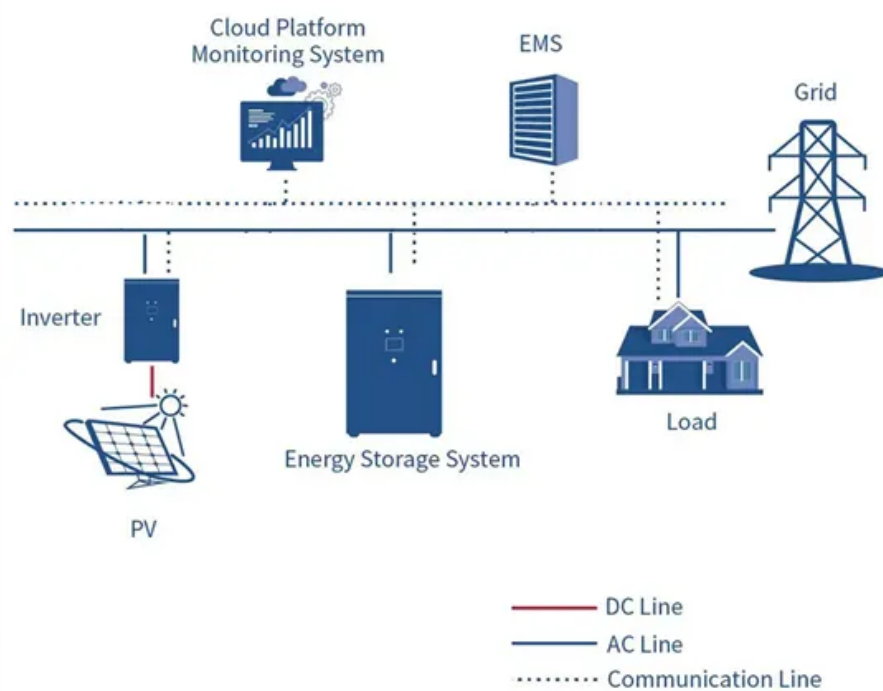 Cloud Platform
Monitoring System
EMS
Grid
Inverter
Load
Energy Storage System
PV
DC Line
AC Line
Communication Line